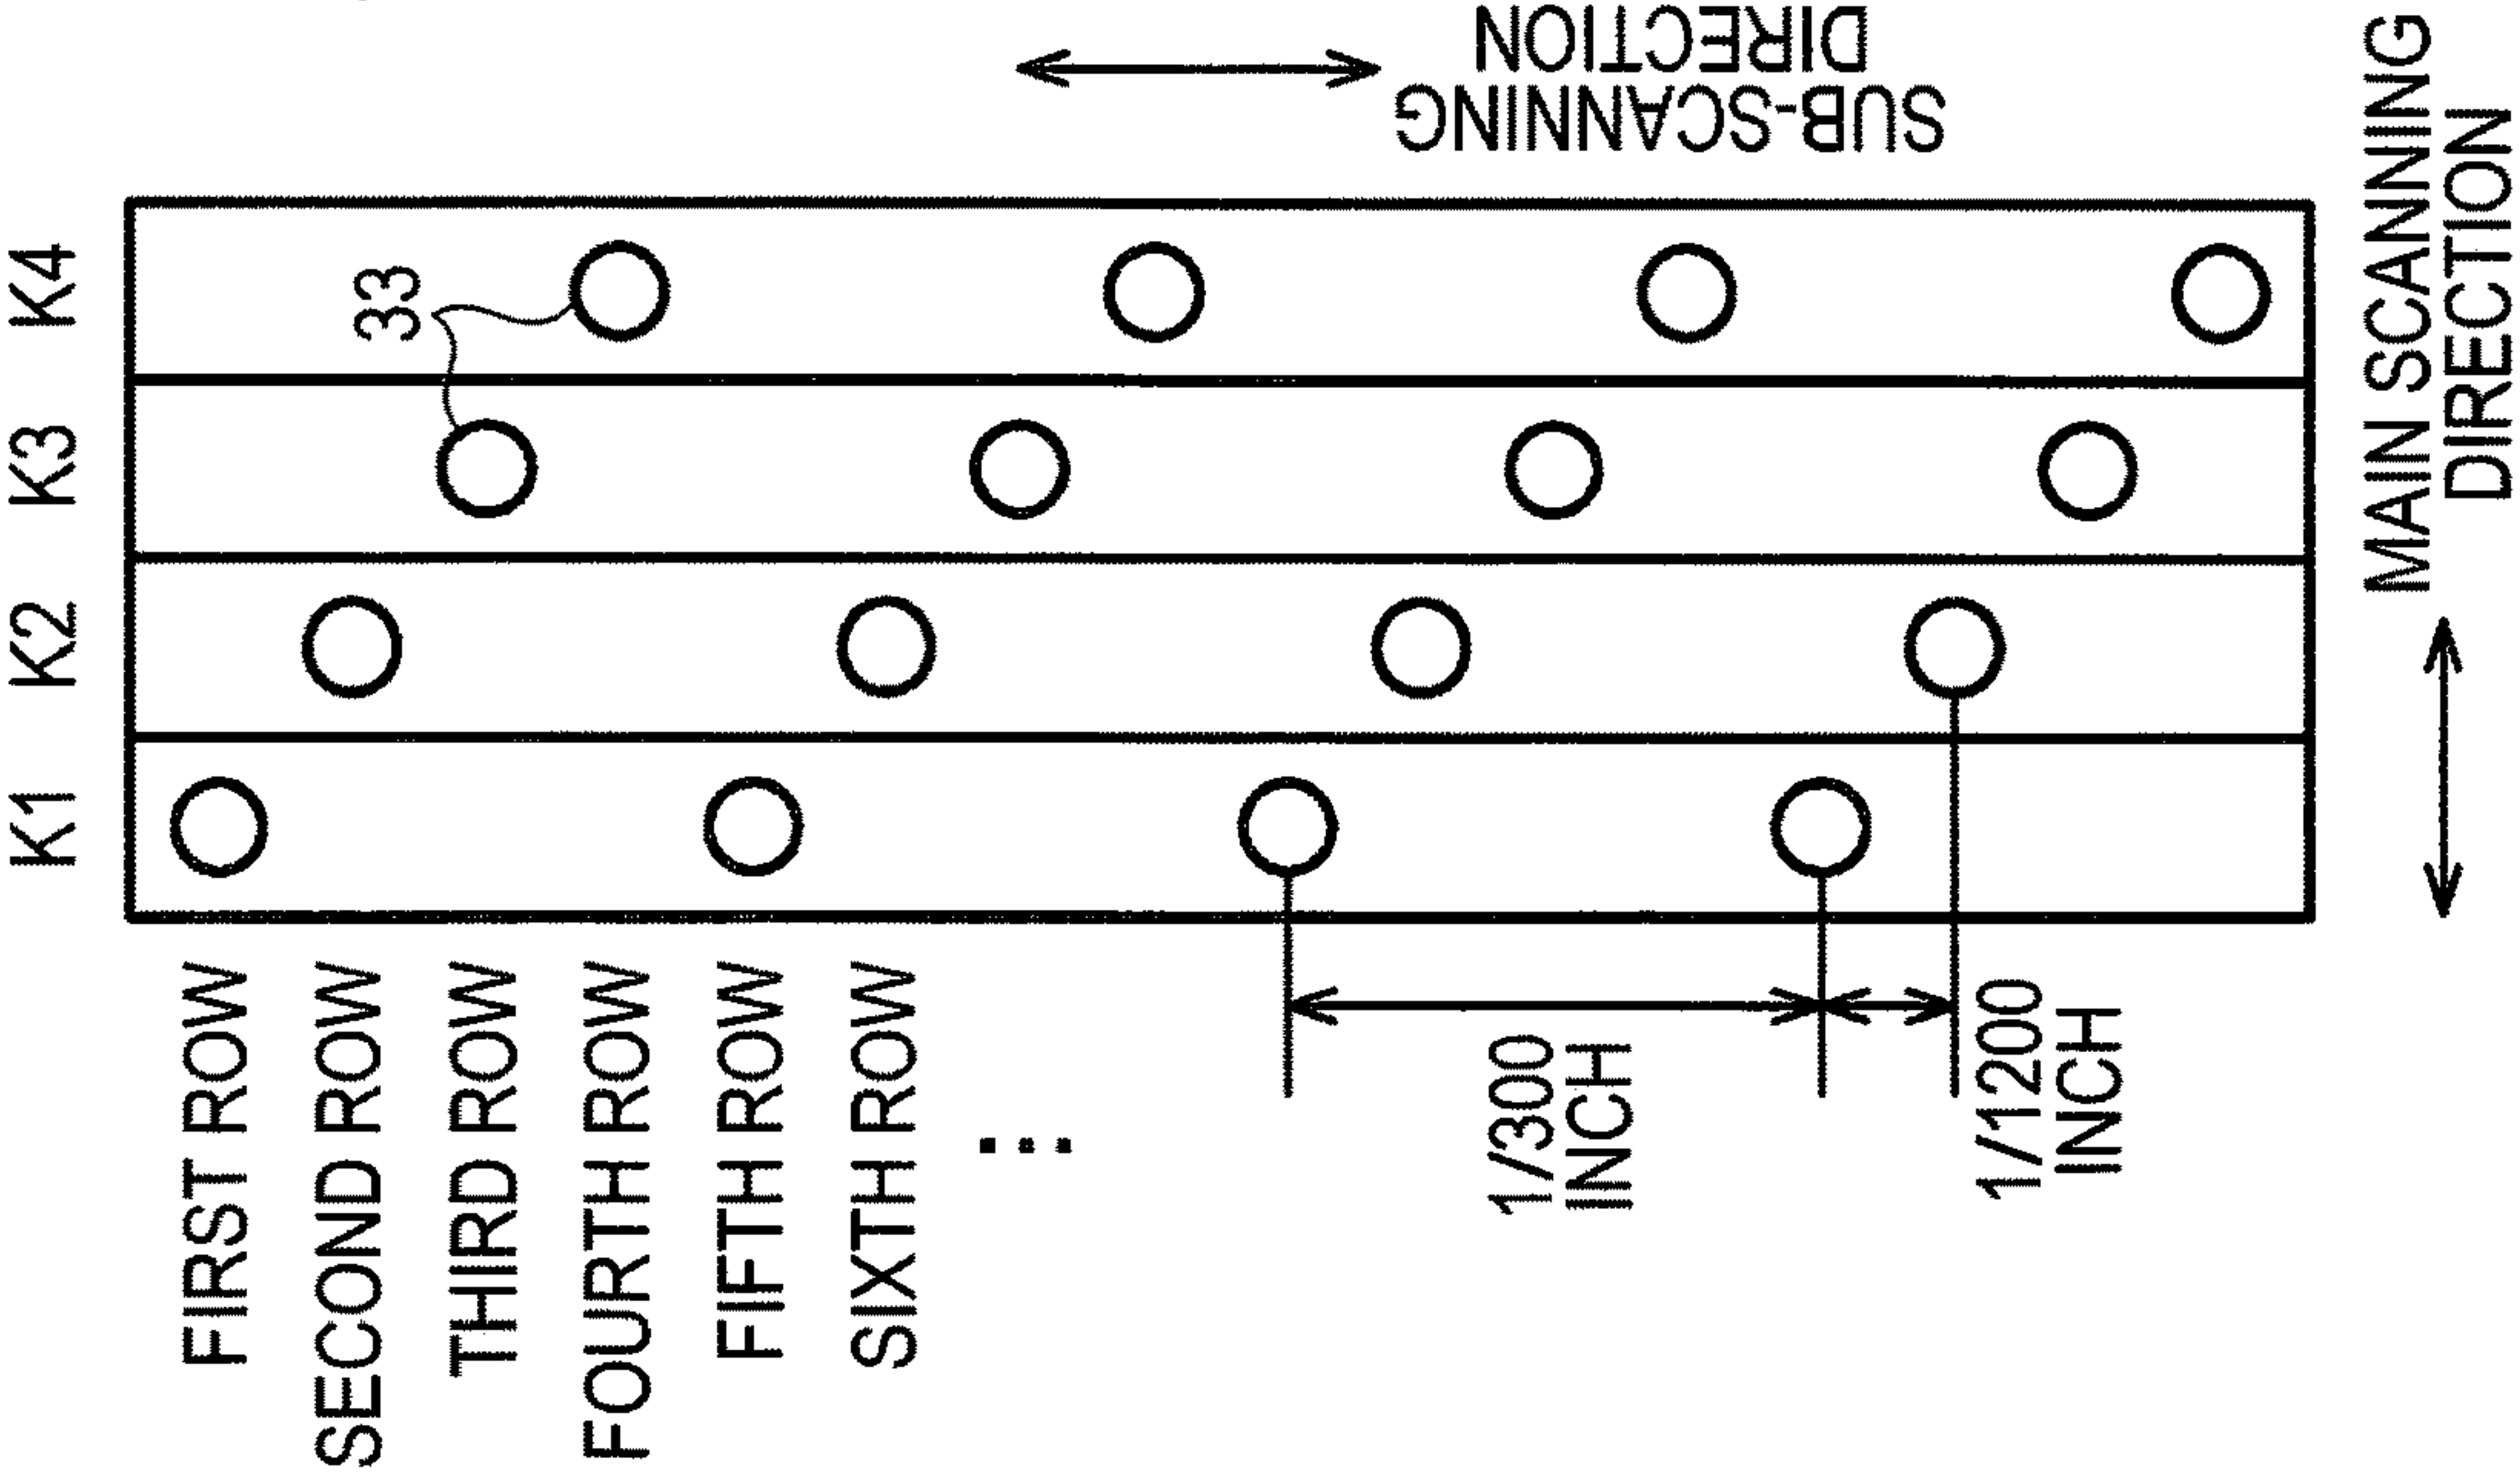 K1
K2
K3
K4
33
FIRST ROW
SECOND ROW
THIRD ROW
FOURTH ROW
FIFTH ROW
SIXTH ROW
...
1/300
INCH
1/1200
INCH
MAIN SCANNING
DIRECTION
SUB-SCANNING
DIRECTION